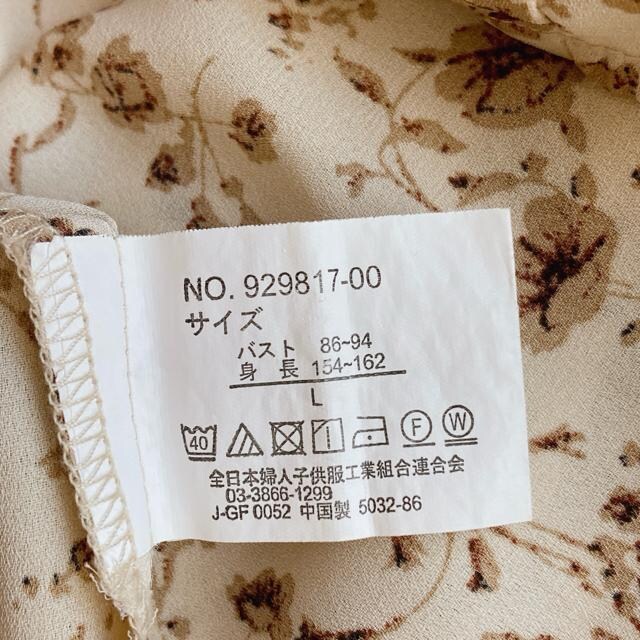 NO. 929817-00
サイズ
バスト 86~94
身 長 154~162
L
40 F W
全日本婦人子供服工業組合連合会
03-3866-1299
J-GF 0052 中国製 5032-86